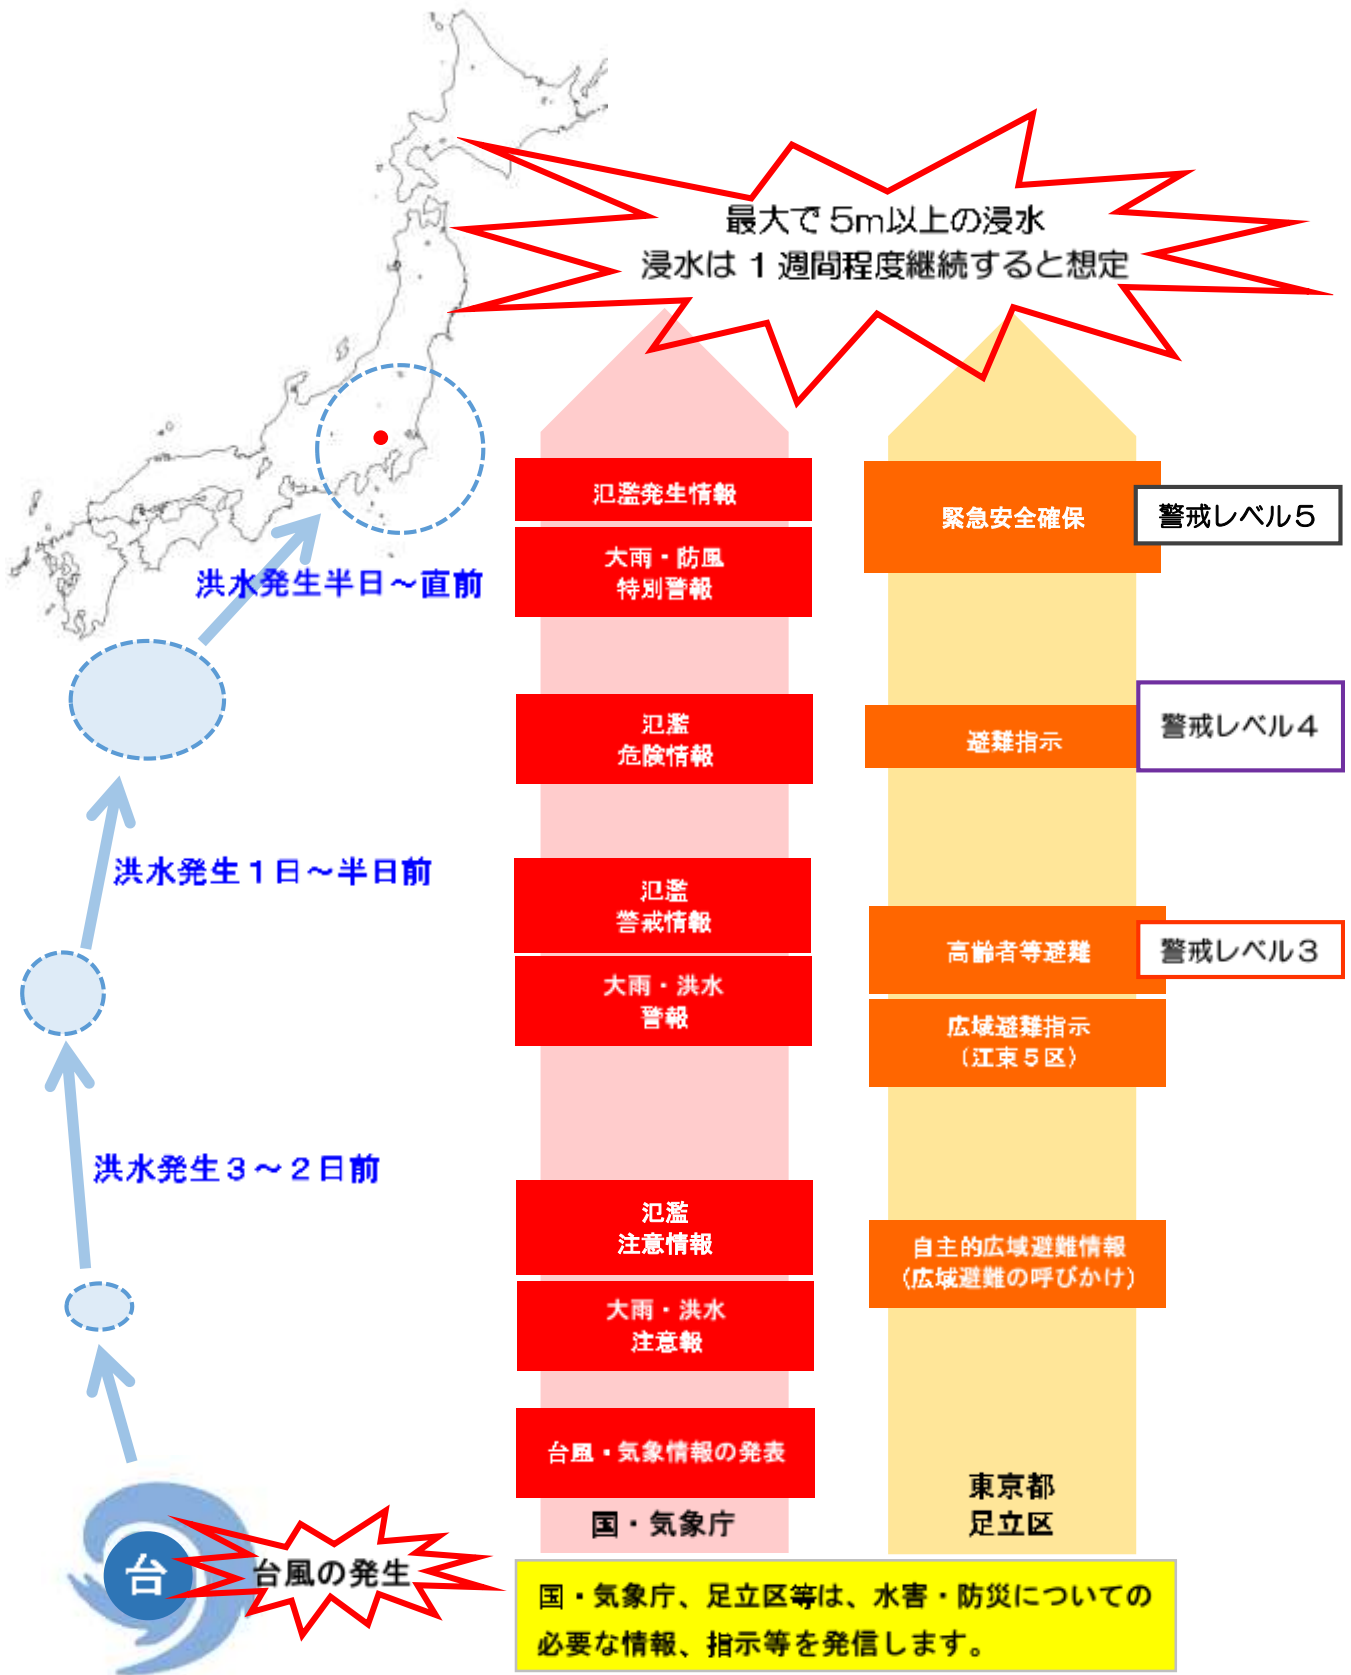 最大で5m以上の浸水
浸水は1週間程度継続すると想定
氾濫発生情報
大雨・防風
特別警報
緊急安全確保
警戒レベル5
洪水発生半日~直前
氾濫
危険情報
避難指示
警戒レベル4
洪水発生1日~半日前
氾濫
警戒情報
大雨・洪水
警報
高齢者等避難
警戒レベル3
広域避難指示
(江東5区)
洪水発生3~2日前
氾濫
注意情報
大雨・洪水
注意報
自主的広域避難情報
(広域避難の呼びかけ)
台風・気象情報の発表
国・気象庁
東京都
足立区
台
台風の発生
国・気象庁、足立区等は、水害・防災についての
必要な情報、指示等を発信します。